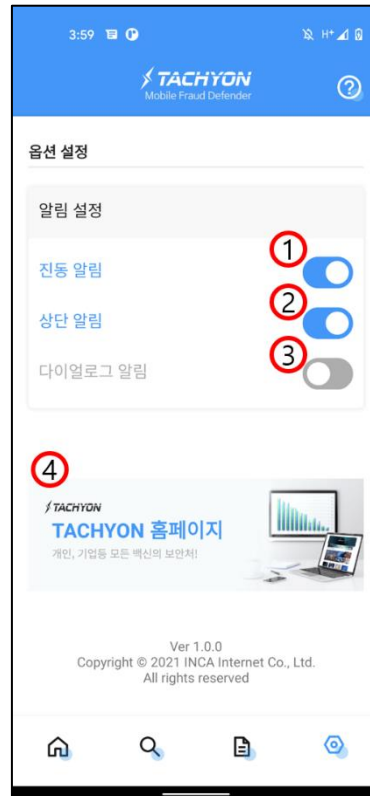 3:59 H+
TACHYON
Mobile Fraud Defender
옵션 설정
알림 설정
1
진동 알림
2
상단 알림
3
다이얼로그 알림
4
TACHYON
TACHYON 홈페이지
개인, 기업등 모든 백신의 보안처!
Ver 1.0.0
Copyright © 2021 INCA Internet Co., Ltd.
All rights reserved